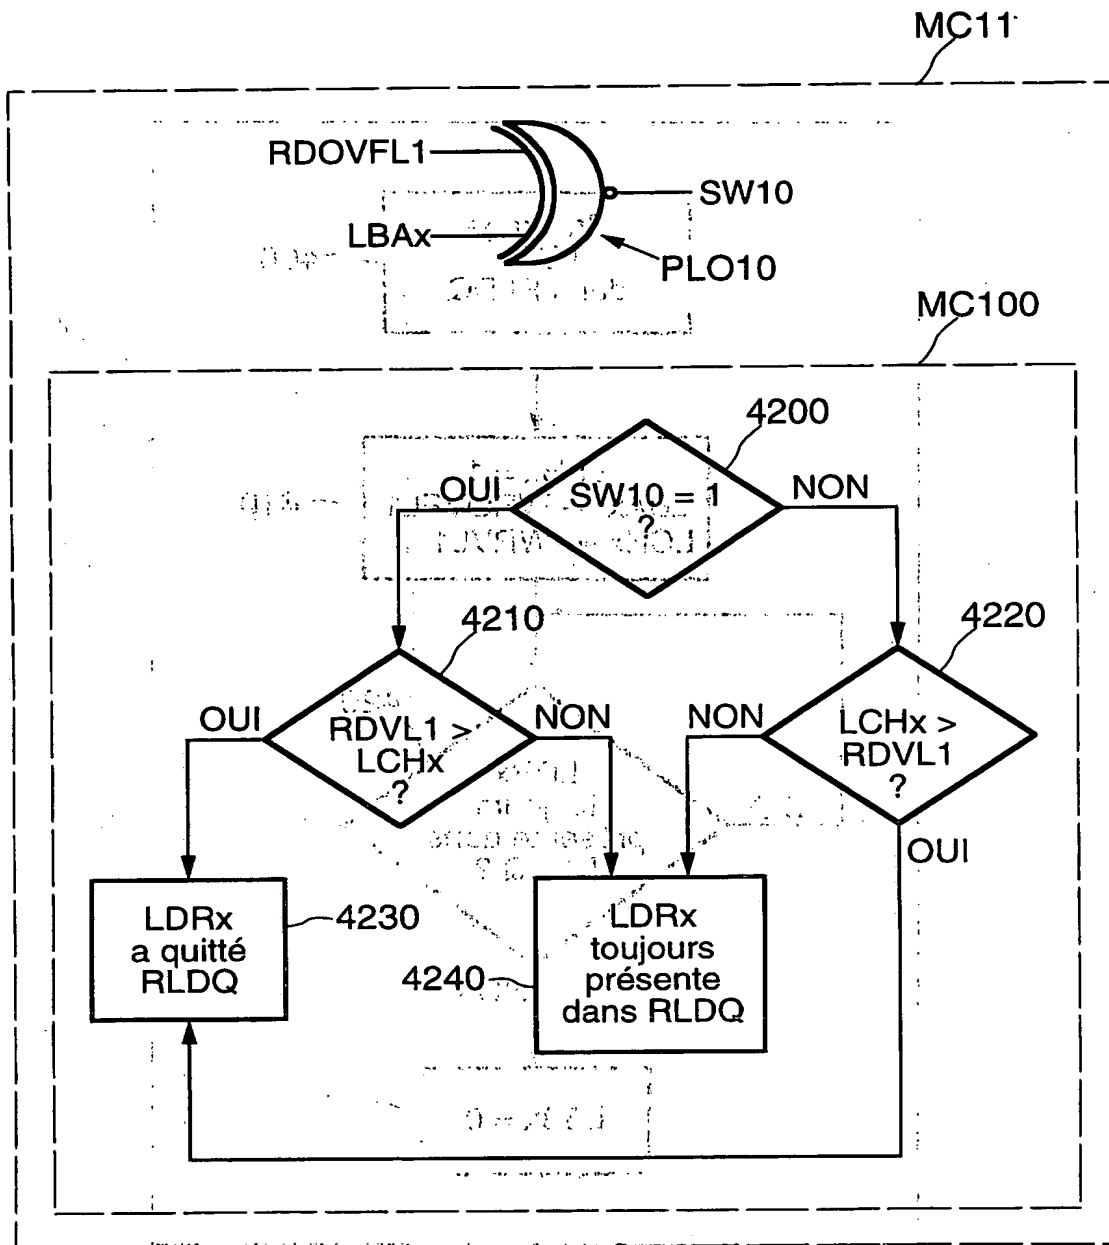 MC11
RDOVFL1
SW10
LBAx
PLO10
MC100
4200
OUI
SW10 = 1
?
NON
4210
4220
OUI
RDVL1 >
LCHx
?
NON
NON
LCHx >
RDVL1
?
OUI
LDRx
a quitté
RLDQ
4230
4240
LDRx
toujours
présente
dans RLDQ